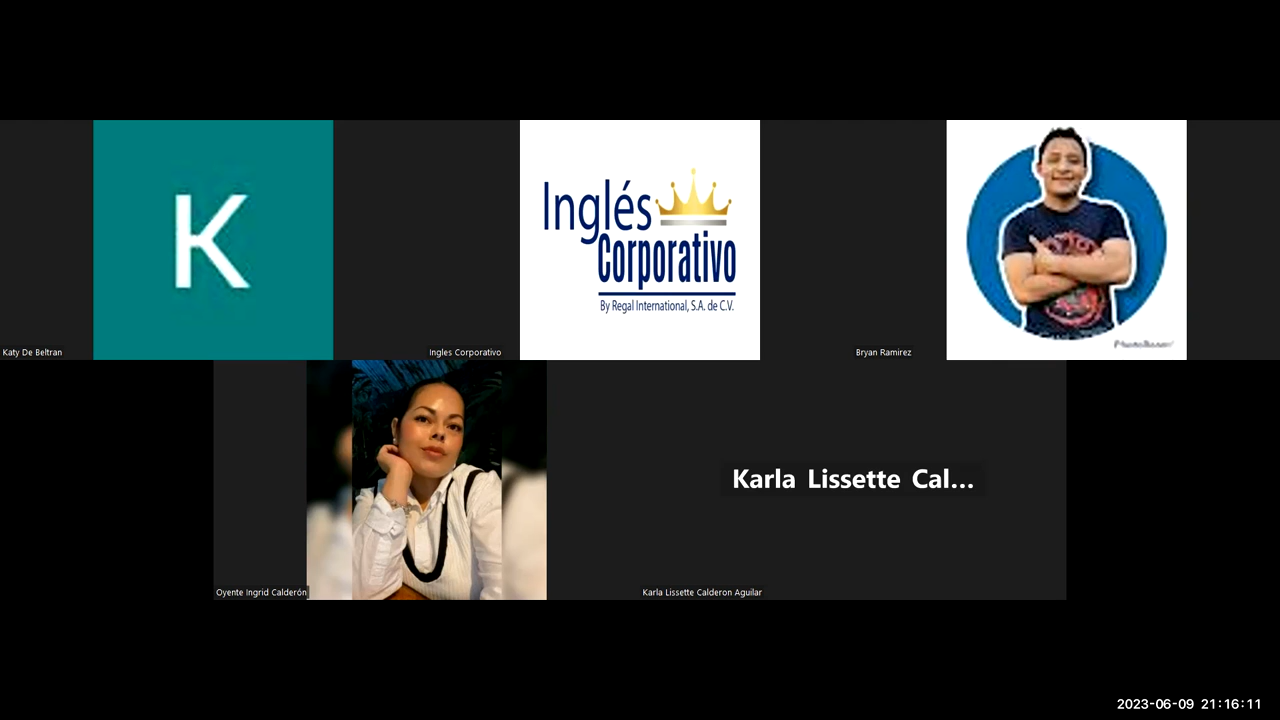 K
Inglés
Corporativo
By Regal International, S.A. de C.V.
Katy De Beltran
Ingles Corporativo
Bryan Ramirez
Karla Lissette Cal...
Oyente Ingrid Calderón
Karla Lissette Calderon Aguilar
2023-06-09 21:16:11